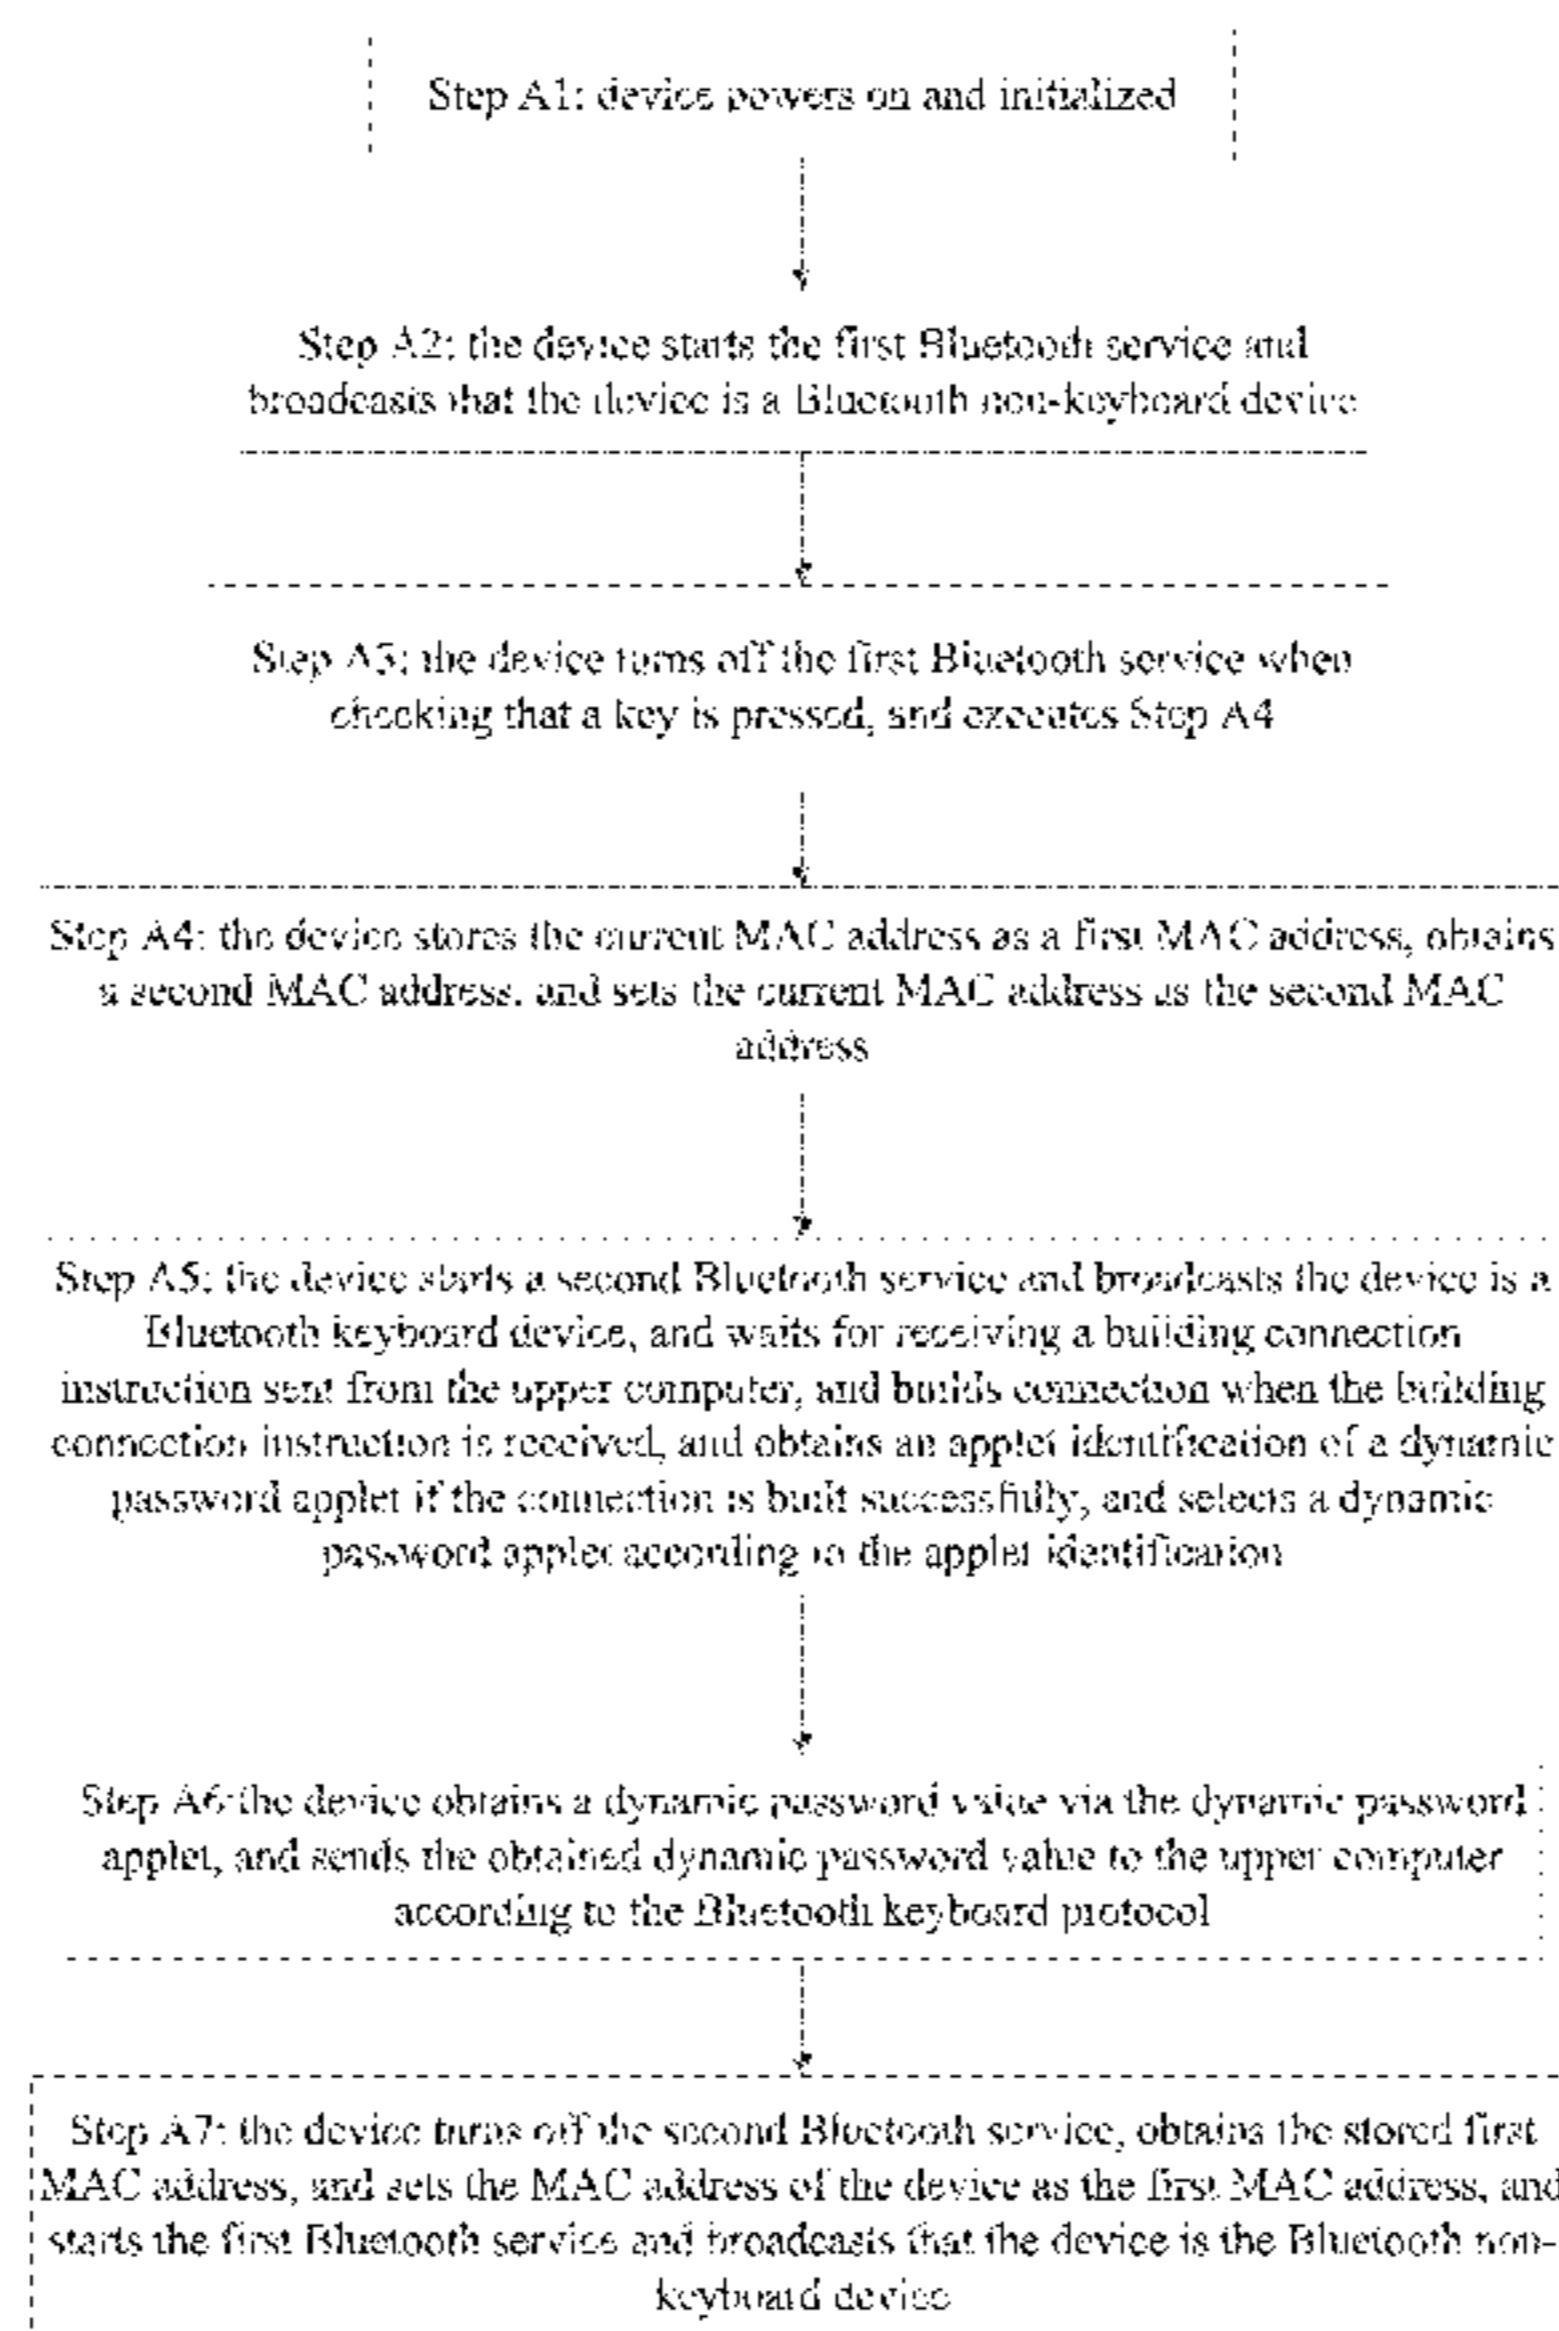 Step A1: device powers on and initialized
Step A2: the device starts the first Bluetooth service and
broadcasts that the device is a Bluetooth non-keyboard device
Step A3: the device turns off the first Bluetooth service when
checking that a key is pressed, and executes Step A4
Step A4: the device stores the current MAC address as a first MAC address, obtains
a second MAC address, and sets the current MAC address as the second MAC
address
Step A5: the device starts a second Bluetooth service and broadcasts the device is a
Bluetooth keyboard device, and waits for receiving a building connection
instruction sent from the upper computer, and builds connection when the building
connection instruction is received, and obtains an applet identification of a dynamic
password applet if the connection is built successfully, and selects a dynamic
password applet according to the applet identification
Step A6:the device obtains a dynamic password value via the dynamic password
applet, and sends the obtained dynamic password value to the upper computer
according to the Bluetooth keyboard protocol
Step A7: the device turns off the second Bluetooth service, obtains the stored first
MAC address, and sets the MAC address of the device as the first MAC address, and
starts the first Bluetooth service and broadcasts that the device is the Bluetooth non-
keyboard device